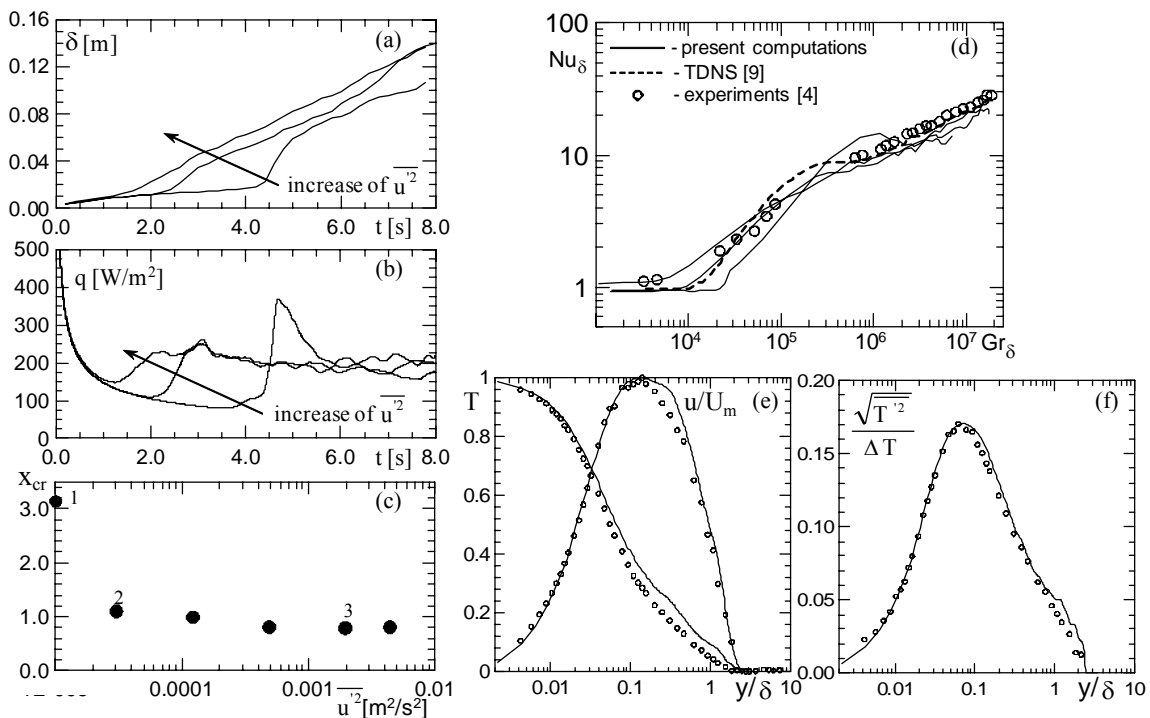 0.16
δ [m]
(a)
0.12
0.08
0.04
increase of u'²
0.00
0.0 2.0 4.0 6.0 8.0
t [s]
500
q [W/m²]
(b)
400
300
200
100
increase of u'²
0
0.0 2.0 4.0 6.0 8.0
t [s]
x_cr
(c)
3.0
2.0
1.0
0.0
1
2
3
0.0001 0.001 0.01
u'² [m²/s²]
100
Nu_δ
(d)
- present computations
- TDNS [9]
- experiments [4]
10
1
10⁴ 10⁵ 10⁶ 10⁷ Gr_δ
1
T
u/U_m
(e)
0.8
0.6
0.4
0.2
0
0.01 0.1 1 10
y/δ
0.20
√T'²
ΔT
(f)
0.15
0.10
0.05
0.00
0.01 0.1 1 10
y/δ